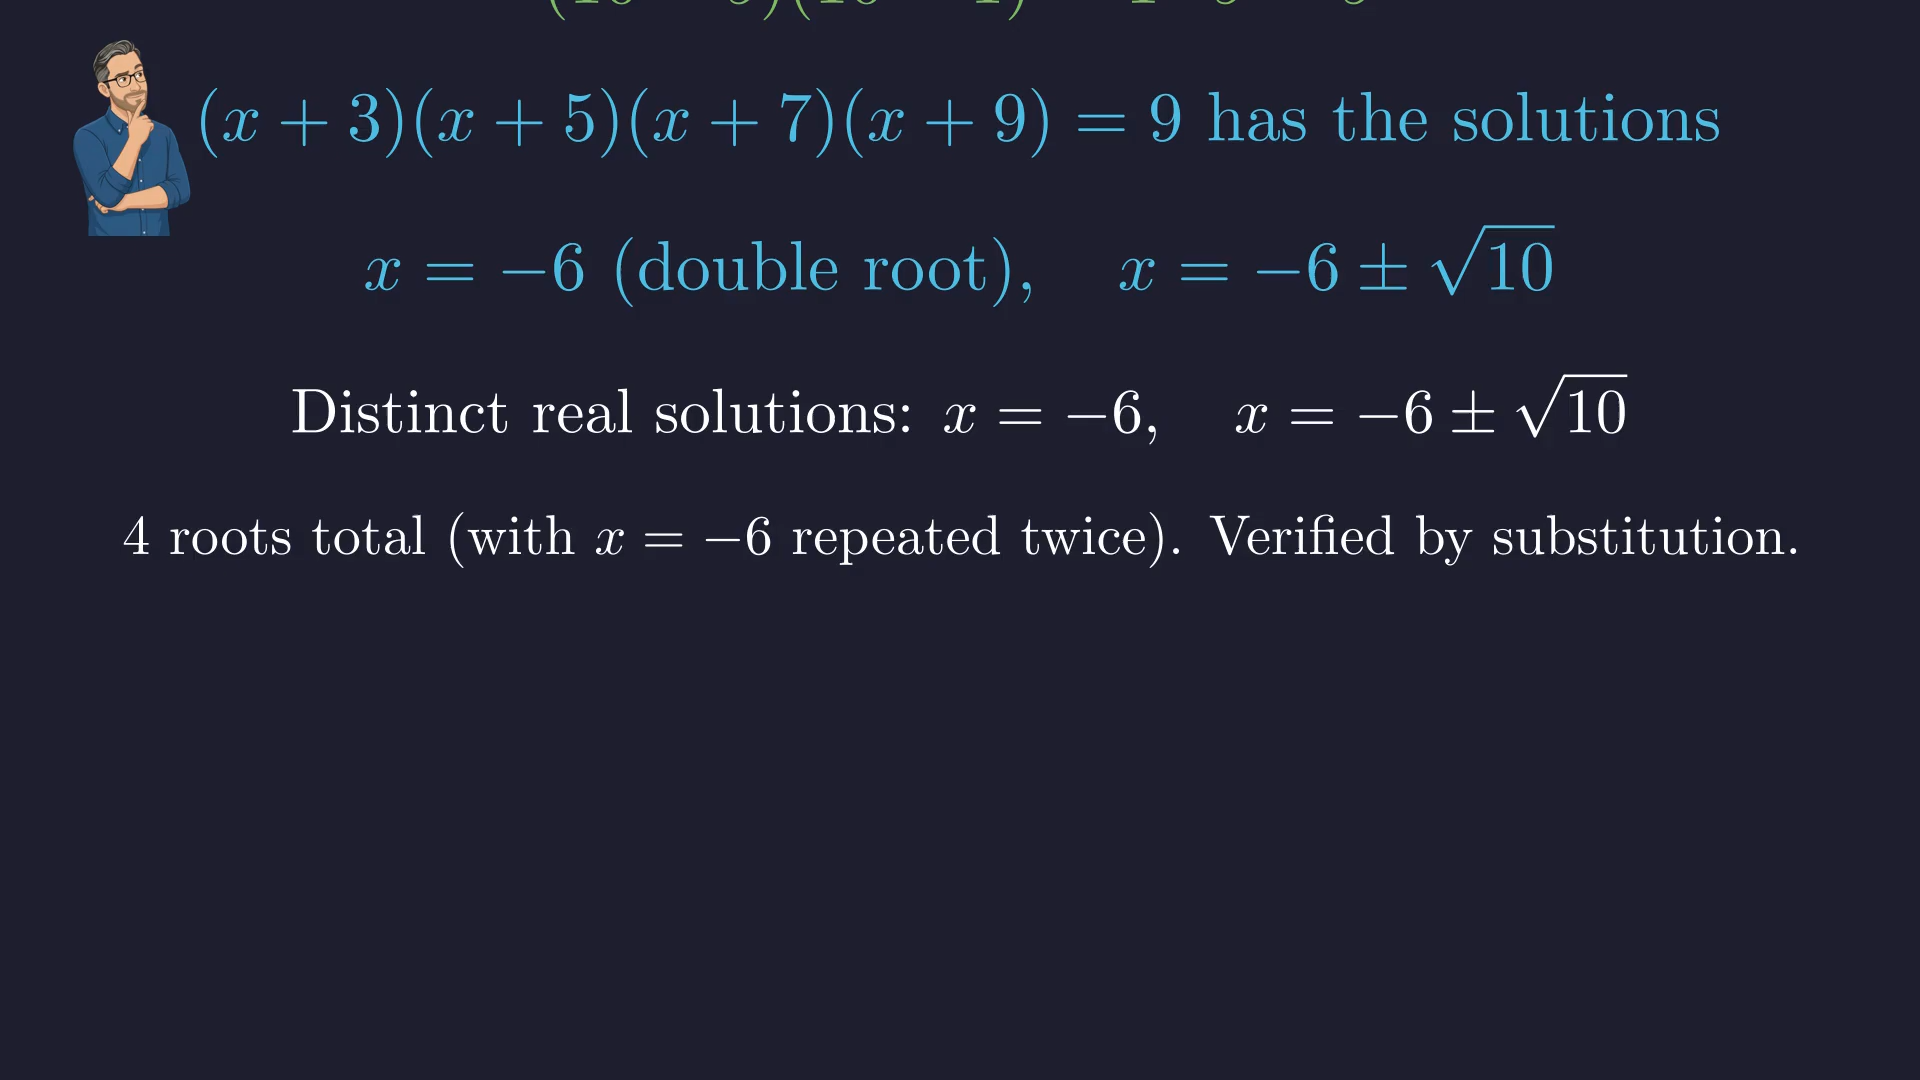 (x + 3)(x + 5)(x + 7)(x + 9) = 9 has the solutions
x = −6 (double root), x = −6 ± √10
Distinct real solutions: x = −6, x = −6 ± √10
4 roots total (with x = −6 repeated twice). Verified by substitution.